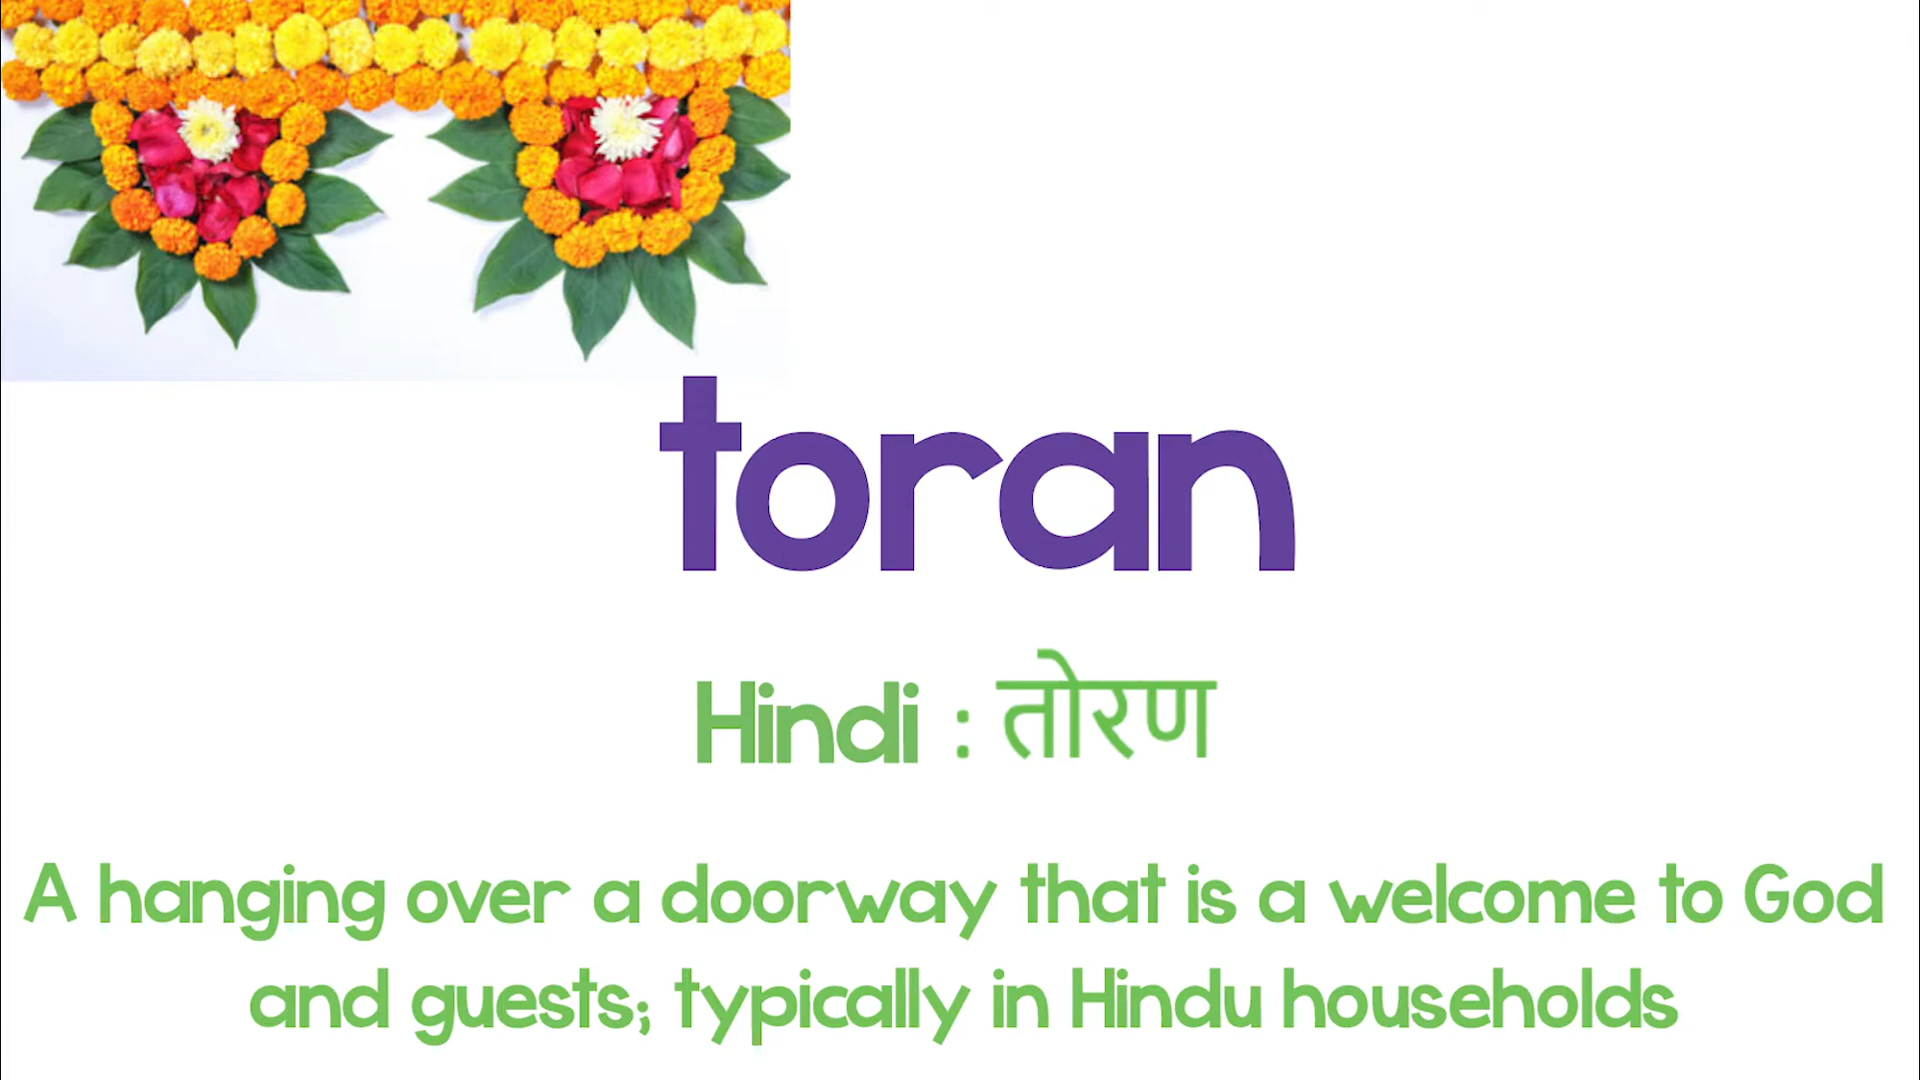 toran
Hindi : तोरण
A hanging over a doorway that is a welcome to God
and guests; typically in Hindu households